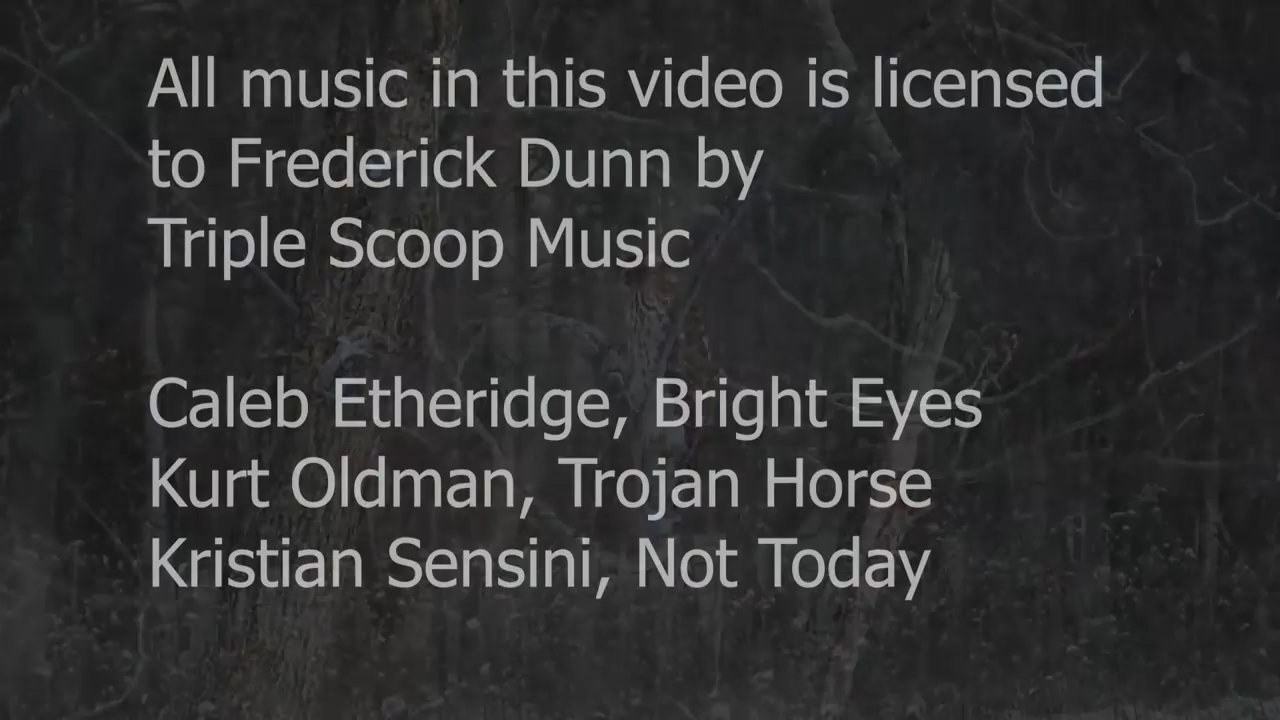 All music in this video is licensed
to Frederick Dunn by
Triple Scoop Music
Caleb Etheridge, Bright Eyes
Kurt Oldman, Trojan Horse
Kristian Sensini, Not Today